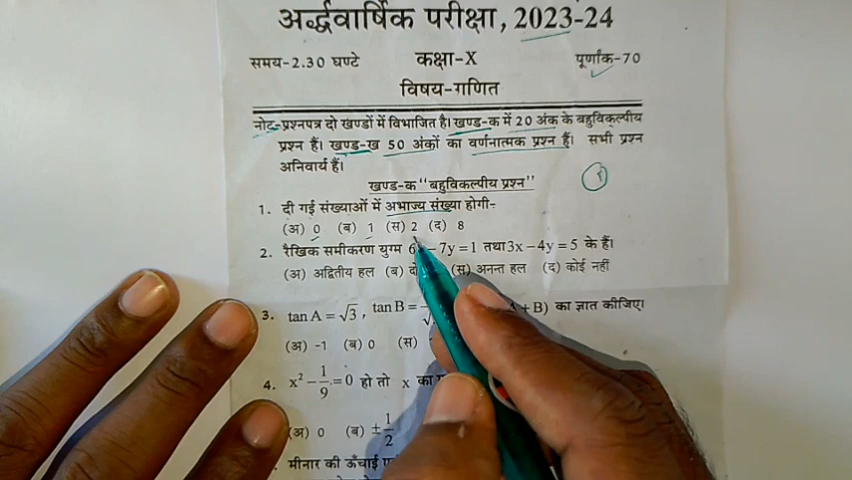 अर्द्धवार्षिक परीक्षा, 2023-24
समय-2.30 घण्टे कक्षा-X पूर्णांक-70
विषय-गणित
नोट-प्रश्नपत्र दो खण्डों में विभाजित है। खण्ड-क में 20 अंक के बहुविकल्पीय
प्रश्न हैं। खण्ड-ख 50 अंकों का वर्णनात्मक प्रश्न हैं। सभी प्रश्न
अनिवार्य हैं।
खण्ड-क "बहुविकल्पीय प्रश्न"
1. दी गई संख्याओं में अभाज्य संख्या होगी-
(अ) 0 (ब) 1 (स) 2 (द) 8
2. रैखिक समीकरण युग्म 6x - 7y = 1 तथा 3x - 4y = 5 के हैं।
(अ) अद्वितीय हल (ब) दो (स) अनन्त हल (द) कोई नहीं
3. tan A = √3, tan B = + B) का ज्ञात कीजिए।
(अ) -1 (ब) 0 (स)
4. x² - 1/9 = 0 हो तो x का
(अ) 0 (ब) ± 1/2
मीनार की ऊँचाई